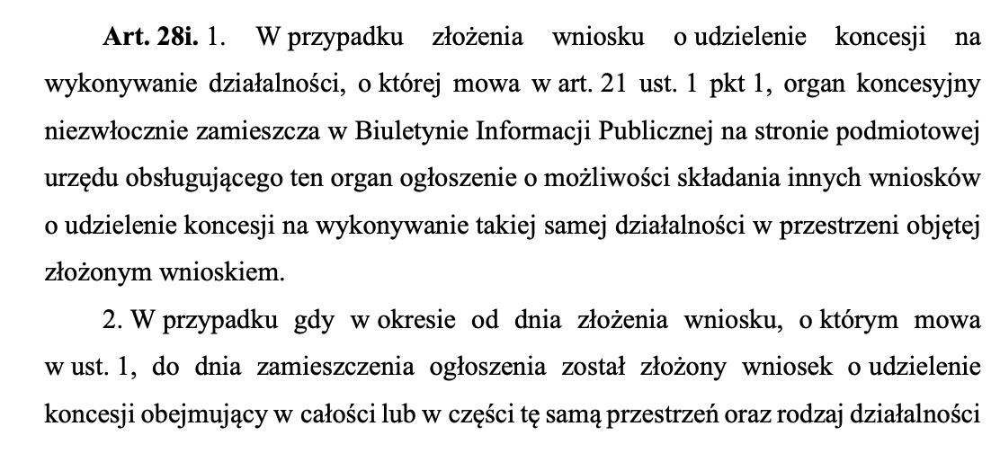 Art. 28i. 1. W przypadku złożenia wniosku o udzielenie koncesji na
wykonywanie działalności, o której mowa w art. 21 ust. 1 pkt 1, organ koncesyjny
niezwłocznie zamieszcza w Biuletynie Informacji Publicznej na stronie podmiotowej
urzędu obsługującego ten organ ogłoszenie o możliwości składania innych wniosków
o udzielenie koncesji na wykonywanie takiej samej działalności w przestrzeni objętej
złożonym wnioskiem.
2. W przypadku gdy w okresie od dnia złożenia wniosku, o którym mowa
w ust. 1, do dnia zamieszczenia ogłoszenia został złożony wniosek o udzielenie
koncesji obejmujący w całości lub w części tę samą przestrzeń oraz rodzaj działalności